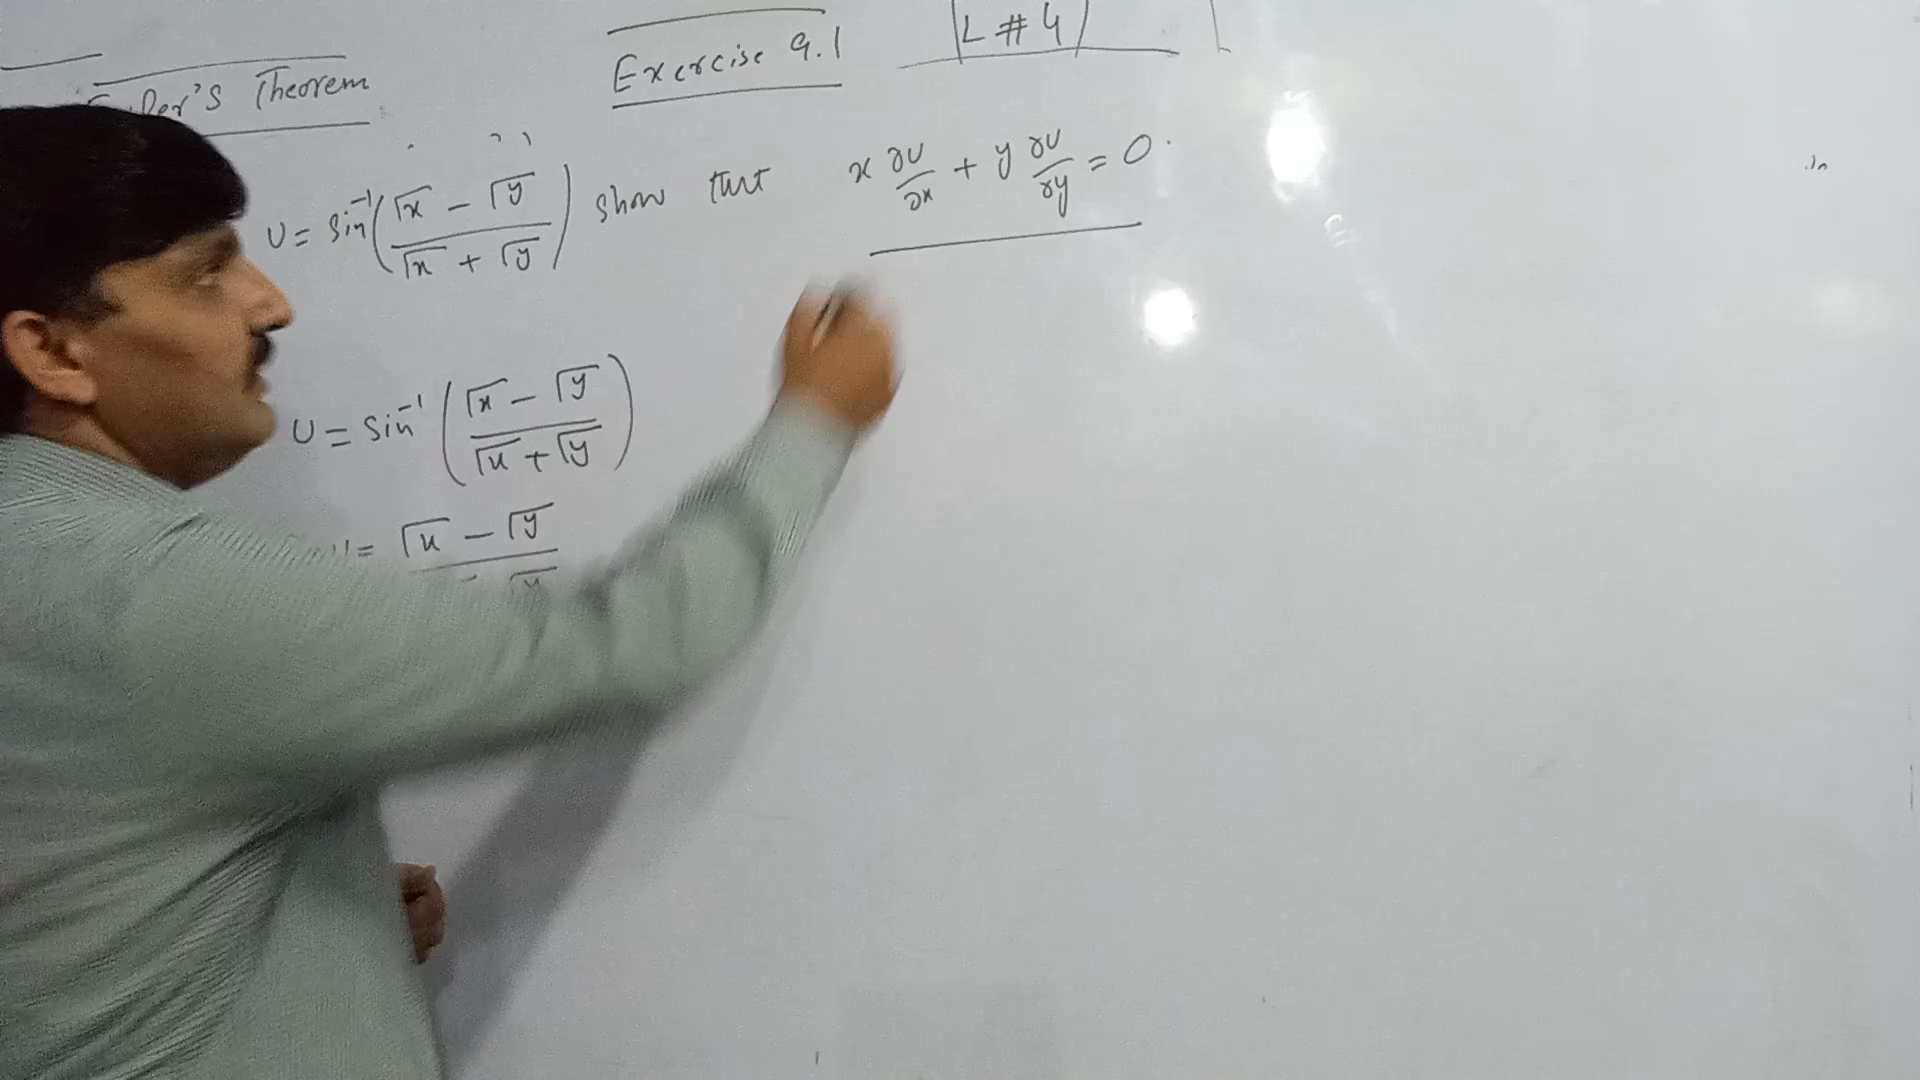 Theorem
Exercise 9.1
L # 4
U = Sin⁻¹(√x - √y / √x + √y) show that x ∂U/∂x + y ∂U/∂y = 0.
U = Sin⁻¹(√x - √y / √x + √y)
= √x - √y